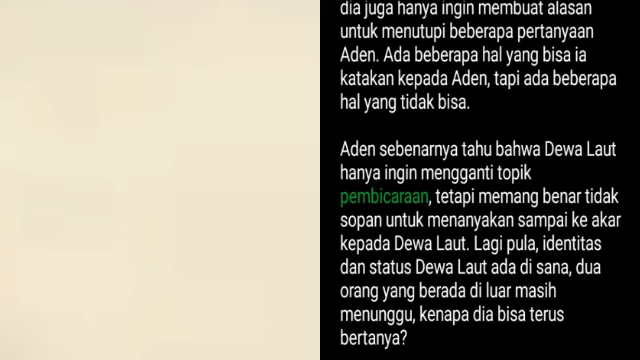 dia juga hanya ingin membuat alasan
untuk menutupi beberapa pertanyaan
Aden. Ada beberapa hal yang bisa ia
katakan kepada Aden, tapi ada beberapa
hal yang tidak bisa.
Aden sebenarnya tahu bahwa Dewa Laut
hanya ingin mengganti topik
pembicaraan, tetapi memang benar tidak
sopan untuk menanyakan sampai ke akar
kepada Dewa Laut. Lagi pula, identitas
dan status Dewa Laut ada di sana, dua
orang yang berada di luar masih
menunggu, kenapa dia bisa terus
bertanya?